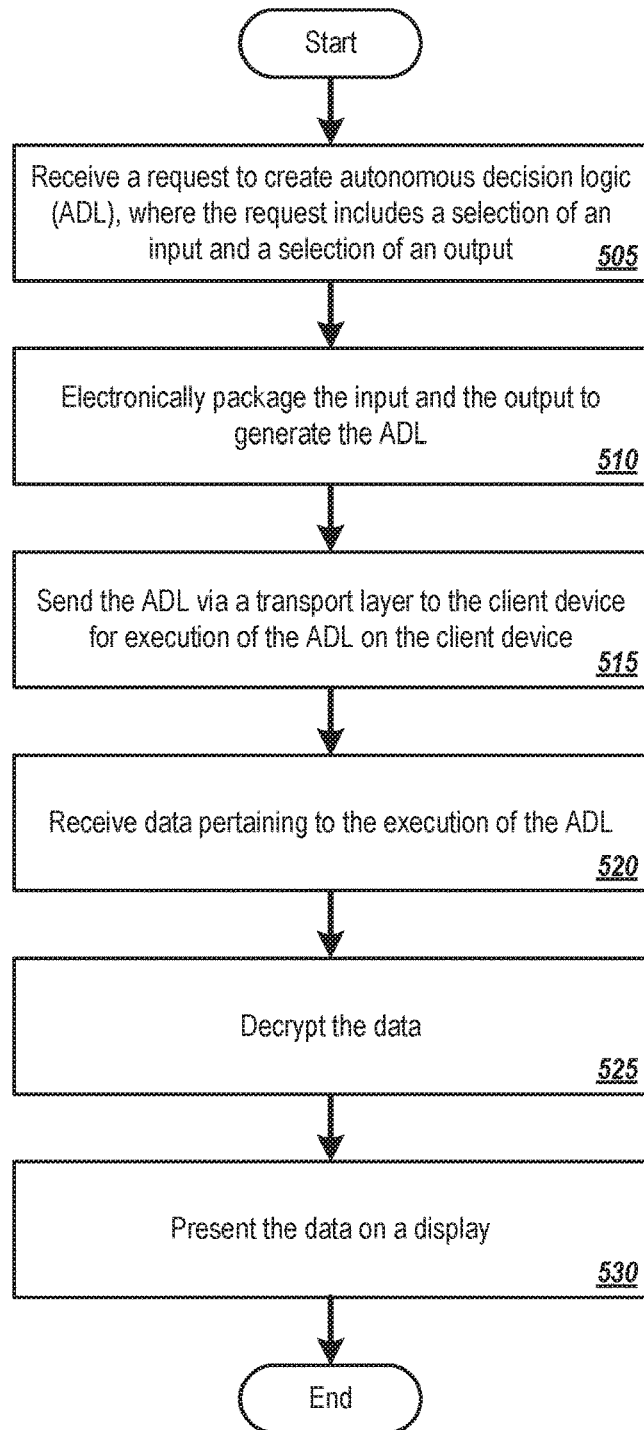 Start
Receive a request to create autonomous decision logic
(ADL), where the request includes a selection of an
input and a selection of an output
505
Electronically package the input and the output to
generate the ADL
510
Send the ADL via a transport layer to the client device
for execution of the ADL on the client device
515
Receive data pertaining to the execution of the ADL
520
Decrypt the data
525
Present the data on a display
530
End